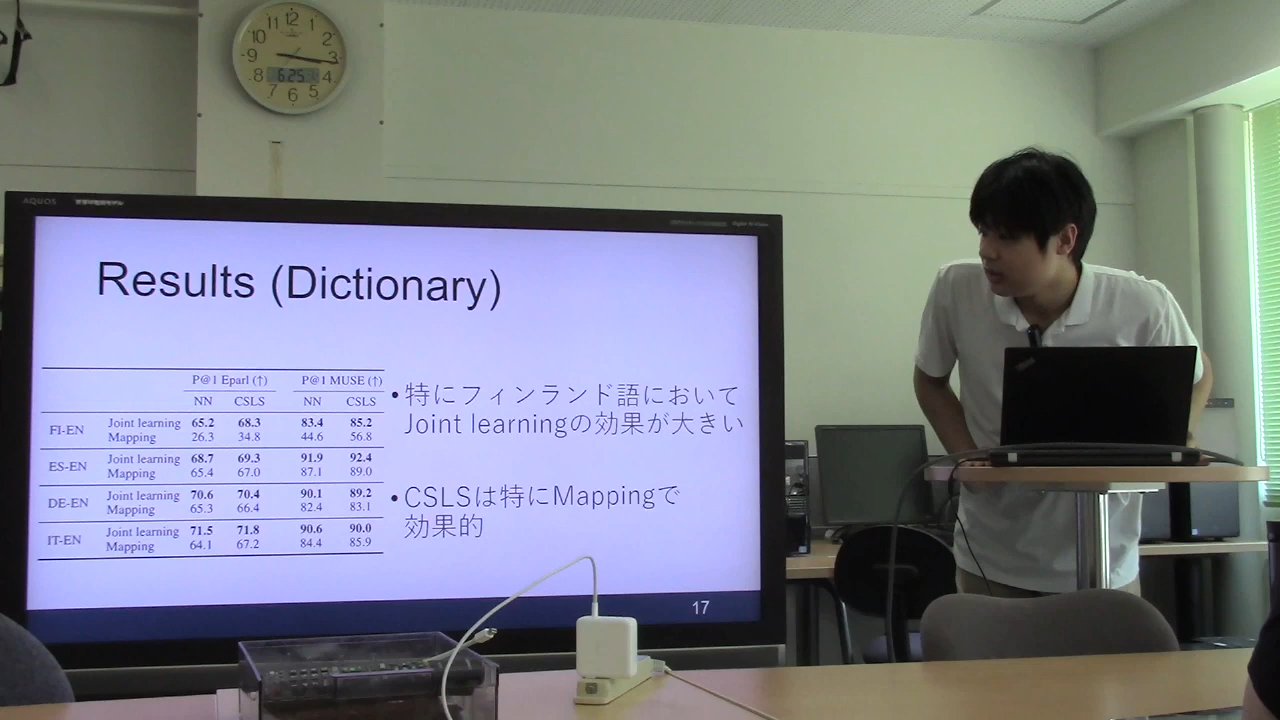 11 12 1
10 2
9 3
8 6 25 4
7 6 5
AQUOS
Results (Dictionary)
P@1 Eparl (↑) P@1 MUSE (↑)
NN CSLS NN CSLS
FI-EN Joint learning 65.2 68.3 83.4 85.2
Mapping 26.3 34.8 44.6 56.8
ES-EN Joint learning 68.7 69.3 91.9 92.4
Mapping 65.4 67.0 87.1 89.0
DE-EN Joint learning 70.6 70.4 90.1 89.2
Mapping 65.3 66.4 82.4 83.1
IT-EN Joint learning 71.5 71.8 90.6 90.0
Mapping 64.1 67.2 84.4 85.9
•特にフィンランド語において
Joint learningの効果が大きい
•CSLSは特にMappingで
効果的
17
ThinkPad